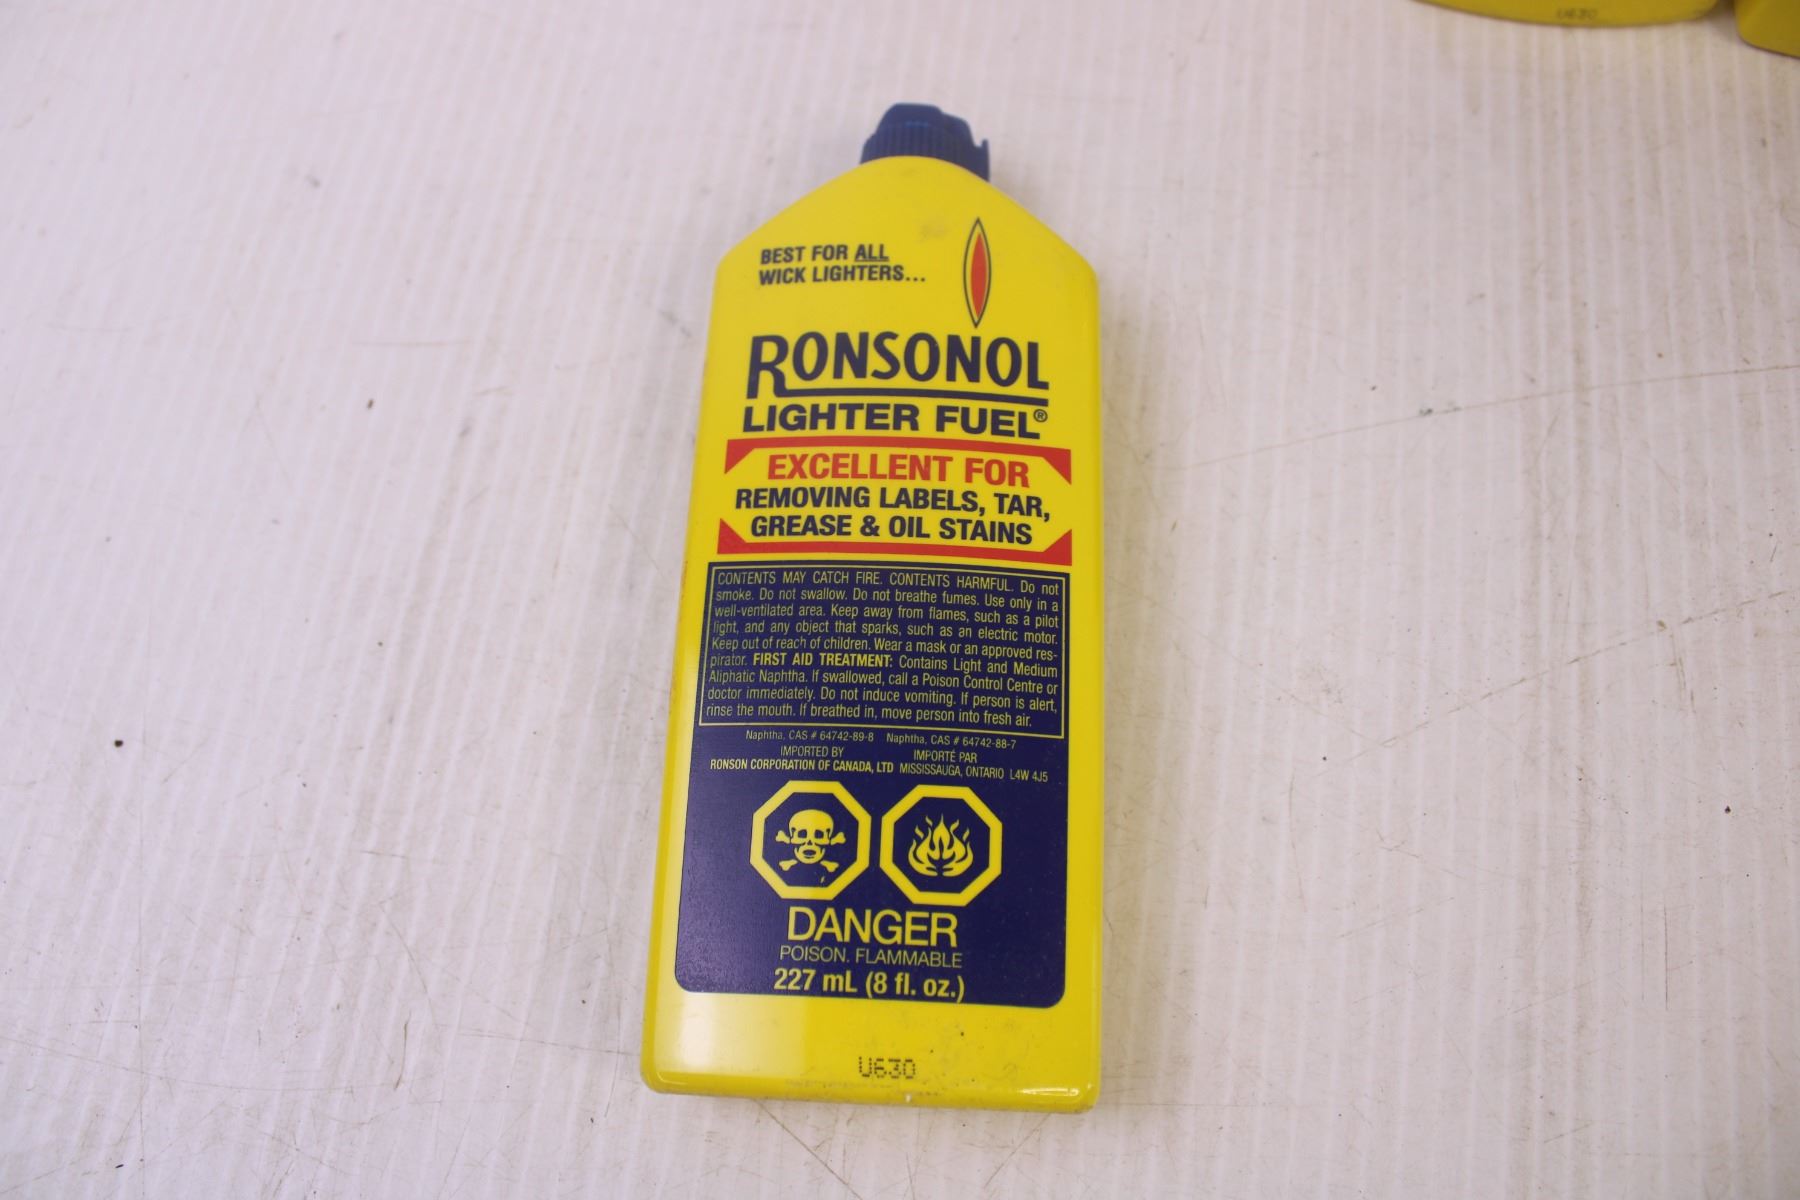 U630
BEST FOR ALL
WICK LIGHTERS...
RONSONOL
LIGHTER FUEL®
EXCELLENT FOR
REMOVING LABELS, TAR,
GREASE & OIL STAINS
CONTENTS MAY CATCH FIRE. CONTENTS HARMFUL. Do not
smoke. Do not swallow. Do not breathe fumes. Use only in a
well-ventilated area. Keep away from flames, such as a pilot
light, and any object that sparks, such as an electric motor.
Keep out of reach of children. Wear a mask or an approved res-
pirator. FIRST AID TREATMENT: Contains Light and Medium
Aliphatic Naphtha. If swallowed, call a Poison Control Centre or
doctor immediately. Do not induce vomiting. If person is alert,
rinse the mouth. If breathed in, move person into fresh air.
Naphtha, CAS # 64742-89-8 Naphtha, CAS # 64742-88-7
IMPORTED BY IMPORTÉ PAR
RONSON CORPORATION OF CANADA, LTD MISSISSAUGA, ONTARIO L4W 4J5
DANGER
POISON. FLAMMABLE
227 mL (8 fl. oz.)
U630